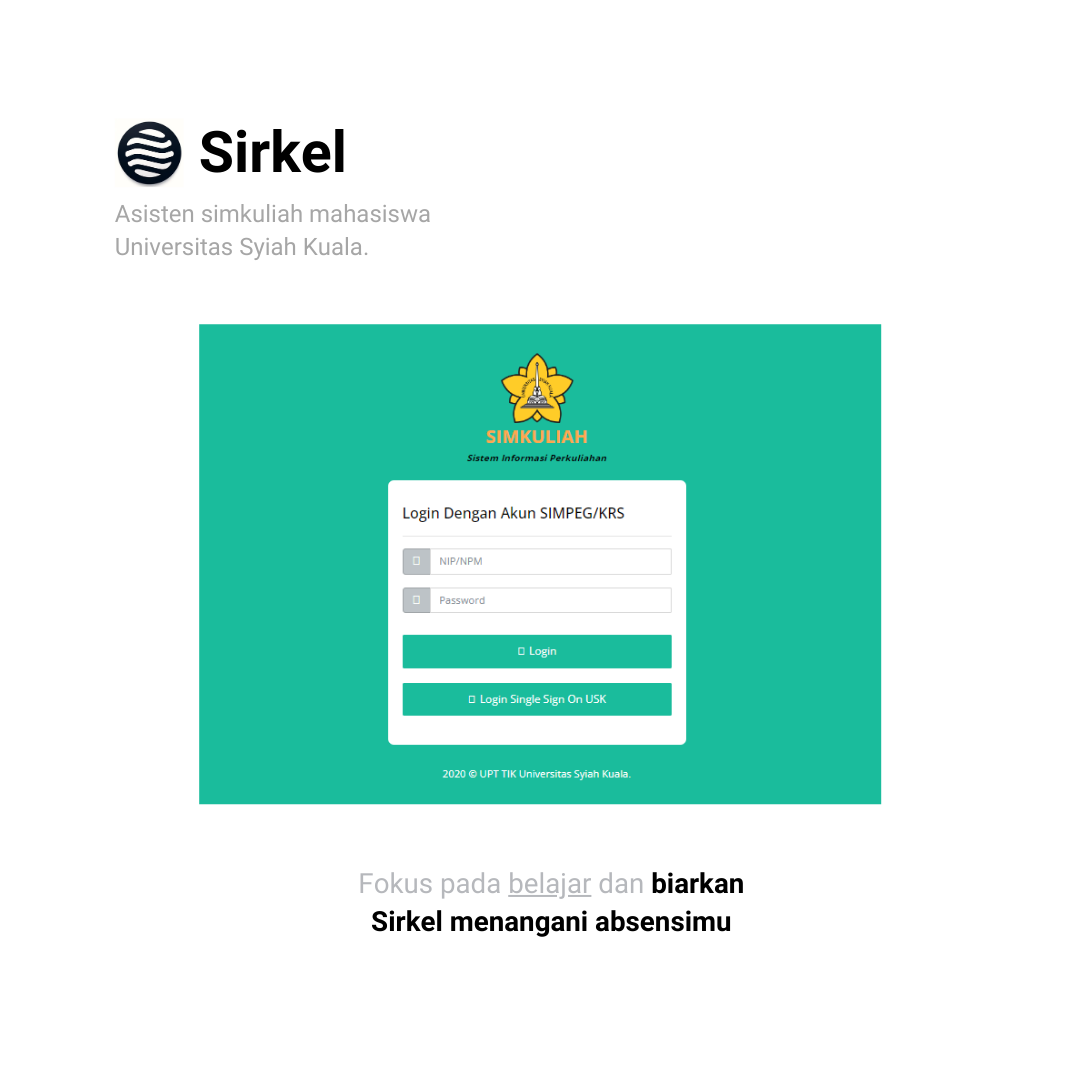 Sirkel
Asisten simkuliah mahasiswa
Universitas Syiah Kuala.
SIMKULIAH
Sistem Informasi Perkuliahan
Login Dengan Akun SIMPEG/KRS
NIP/NPM
Password
Login
Login Single Sign On USK
2020 © UPT TIK Universitas Syiah Kuala.
Fokus pada belajar dan biarkan
Sirkel menangani absensimu